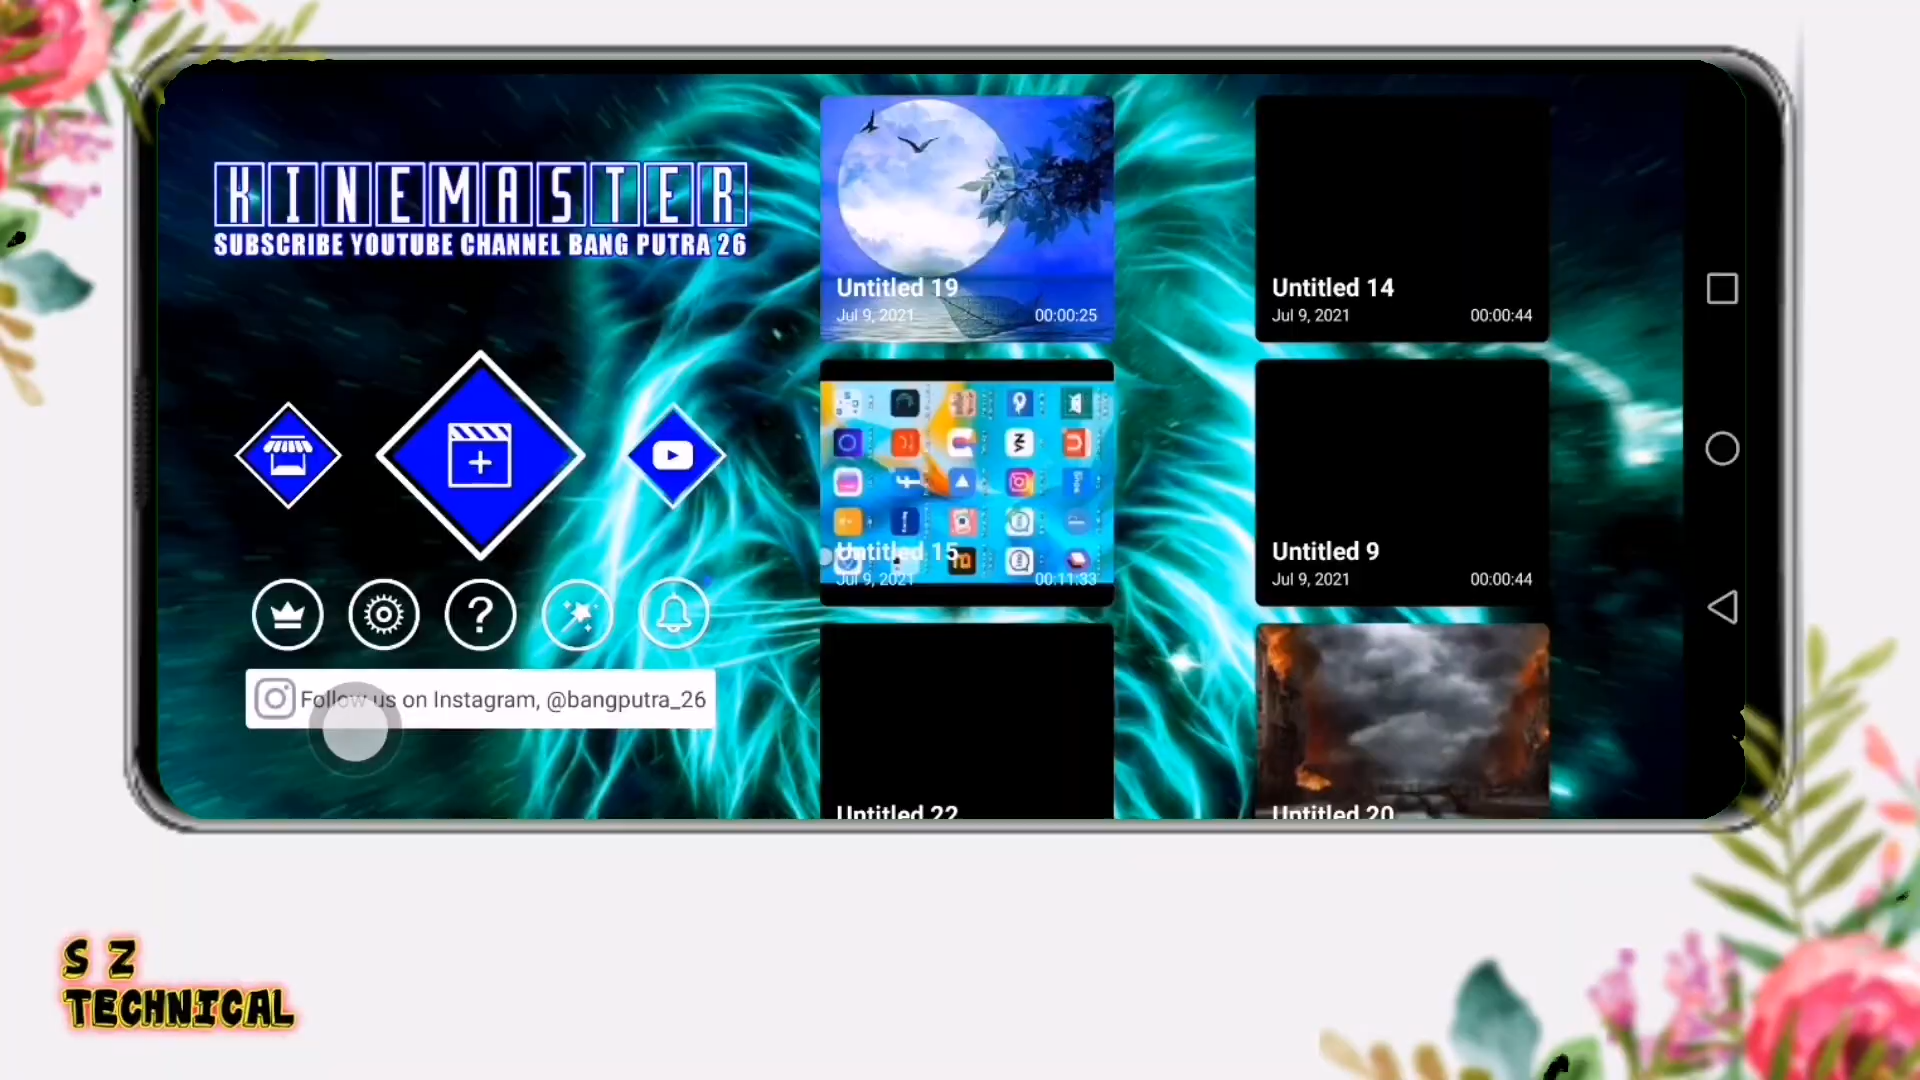 KINEMASTER
SUBSCRIBE YOUTUBE CHANNEL BANG PUTRA 26
Follow us on Instagram, @bangputra_26
Untitled 19
Jul 9, 2021 00:00:25
Untitled 14
Jul 9, 2021 00:00:44
Untitled 15
Jul 9, 2021 00:11:33
Untitled 9
Jul 9, 2021 00:00:44
Untitled 22
Untitled 20
S Z
TECHNICAL